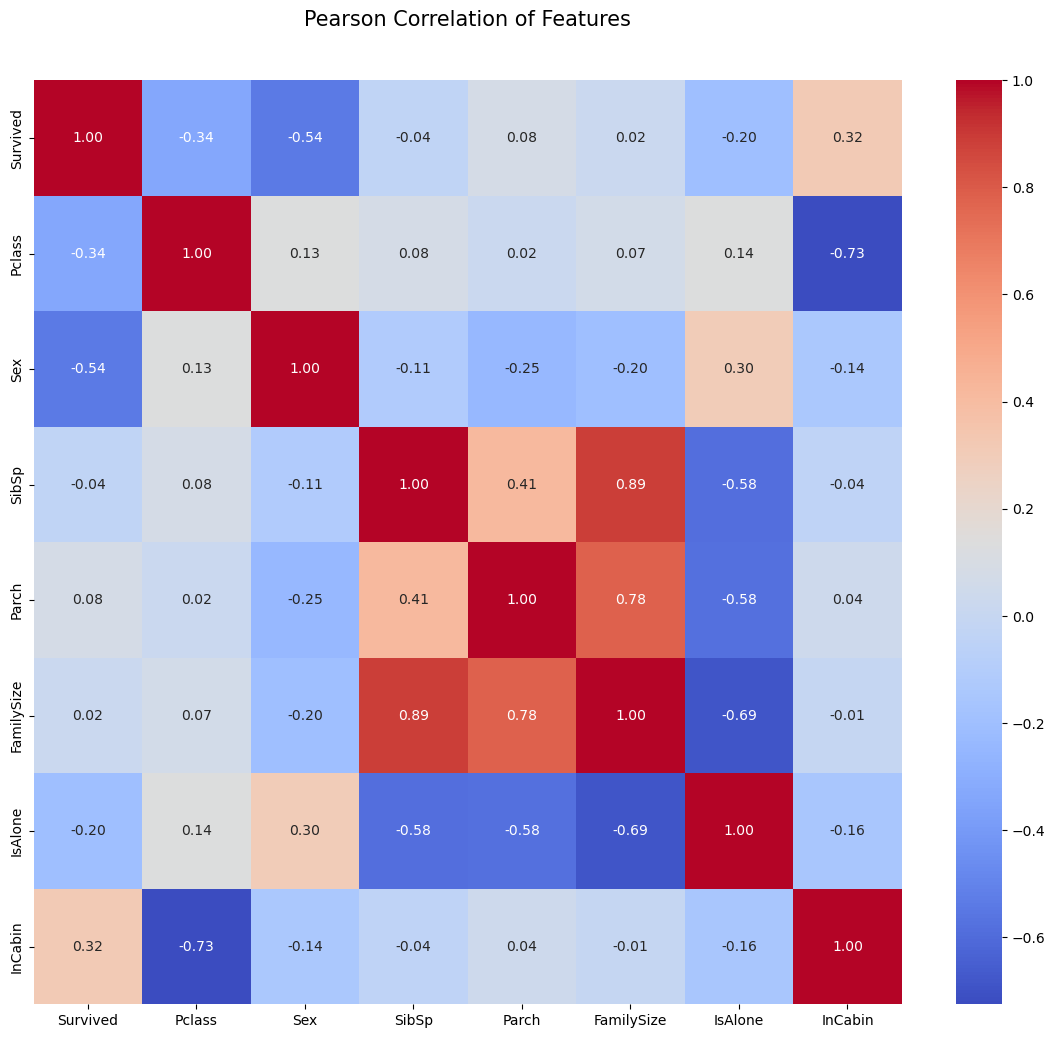 Pearson Correlation of Features
Survived 1.00 -0.34 -0.54 -0.04 0.08 0.02 -0.20 0.32
Pclass -0.34 1.00 0.13 0.08 0.02 0.07 0.14 -0.73
Sex -0.54 0.13 1.00 -0.11 -0.25 -0.20 0.30 -0.14
SibSp -0.04 0.08 -0.11 1.00 0.41 0.89 -0.58 -0.04
Parch 0.08 0.02 -0.25 0.41 1.00 0.78 -0.58 0.04
FamilySize 0.02 0.07 -0.20 0.89 0.78 1.00 -0.69 -0.01
IsAlone -0.20 0.14 0.30 -0.58 -0.58 -0.69 1.00 -0.16
InCabin 0.32 -0.73 -0.14 -0.04 0.04 -0.01 -0.16 1.00
Survived Pclass Sex SibSp Parch FamilySize IsAlone InCabin
1.0
0.8
0.6
0.4
0.2
0.0
−0.2
−0.4
−0.6